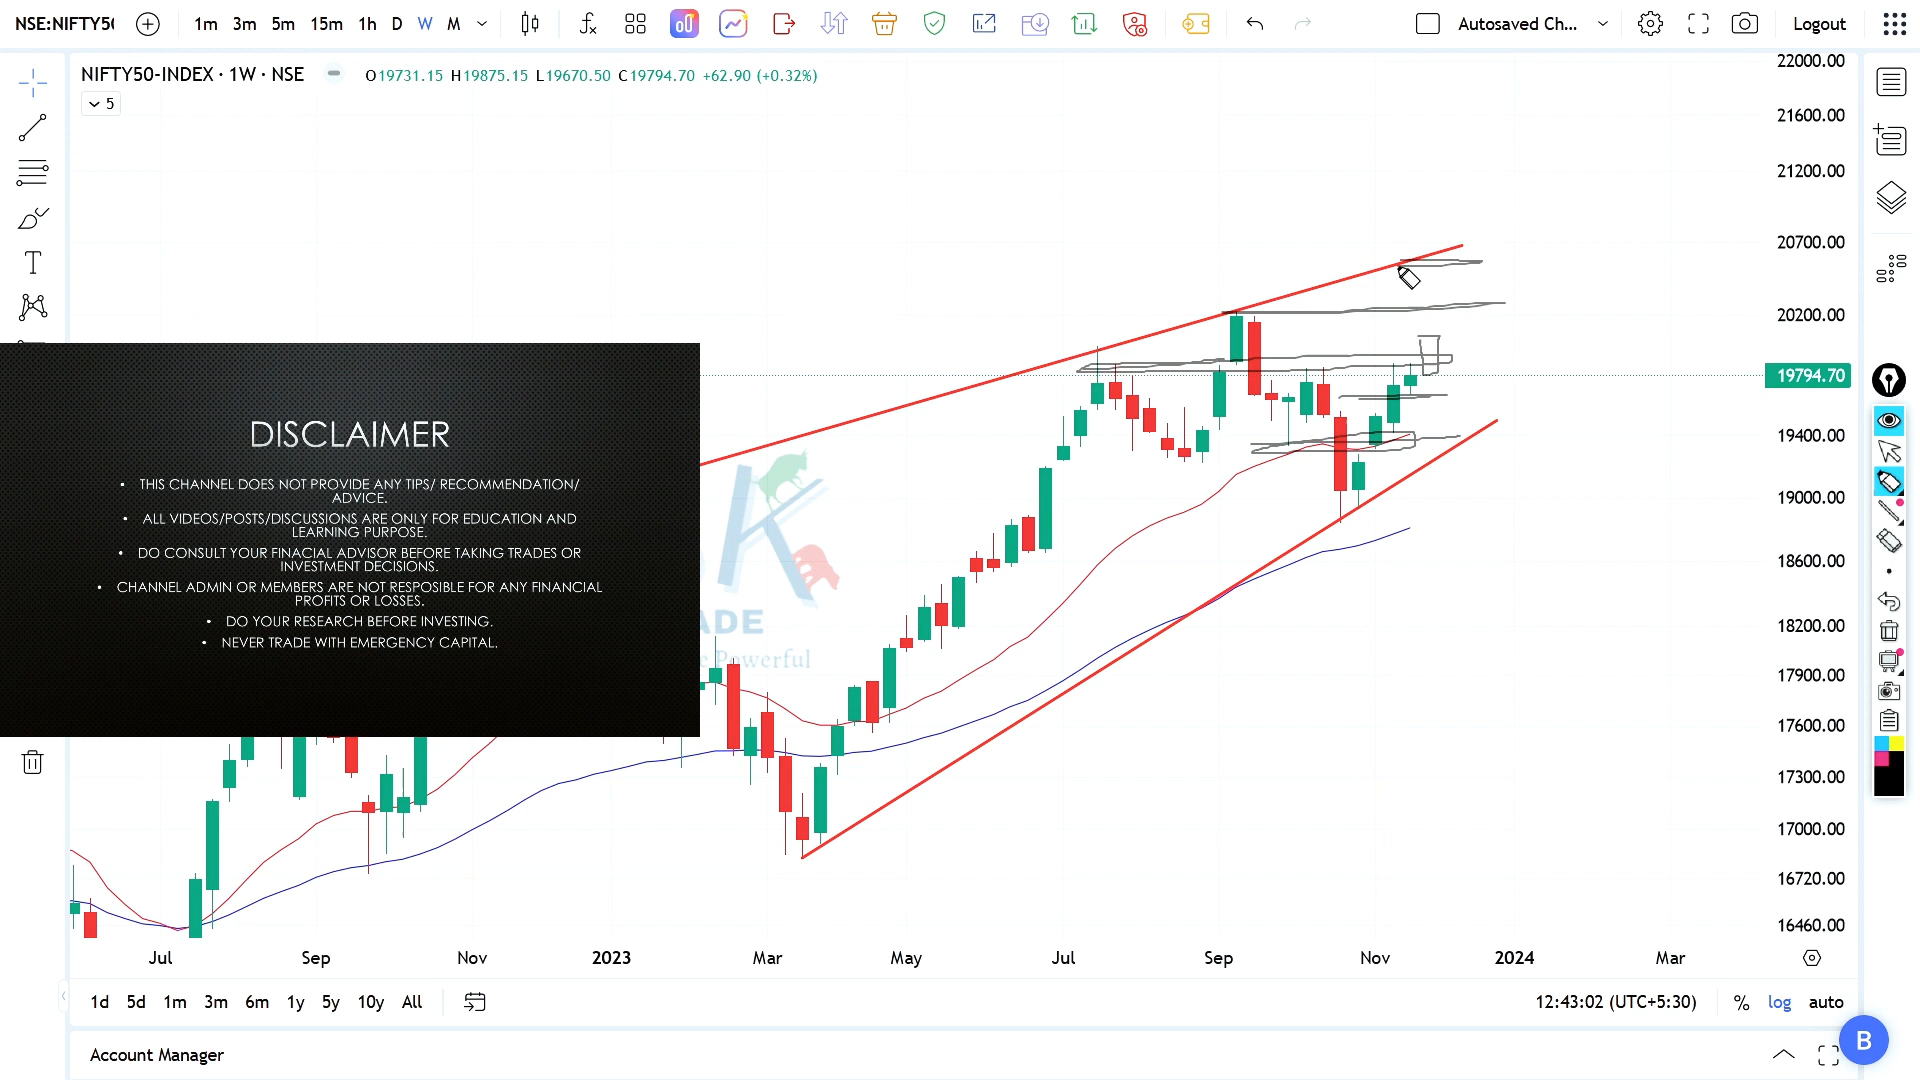 NSE:NIFTY5
1m 3m 5m 15m 1h D W M
Autosaved Ch...
Logout
NIFTY50-INDEX · 1W · NSE
O19731.15 H19875.15 L19670.50 C19794.70 +62.90 (+0.32%)
5
22000.00
21600.00
21200.00
20700.00
20200.00
19794.70
19400.00
19000.00
18600.00
18200.00
17900.00
17600.00
17300.00
17000.00
16720.00
16460.00
DISCLAIMER
• THIS CHANNEL DOES NOT PROVIDE ANY TIPS/ RECOMMENDATION/
ADVICE.
• ALL VIDEOS/POSTS/DISCUSSIONS ARE ONLY FOR EDUCATION AND
LEARNING PURPOSE.
• DO CONSULT YOUR FINACIAL ADVISOR BEFORE TAKING TRADES OR
INVESTMENT DECISIONS.
• CHANNEL ADMIN OR MEMBERS ARE NOT RESPOSIBLE FOR ANY FINANCIAL
PROFITS OR LOSSES.
• DO YOUR RESEARCH BEFORE INVESTING.
• NEVER TRADE WITH EMERGENCY CAPITAL.
ADE
Powerful
Jul Sep Nov 2023 Mar May Jul Sep Nov 2024 Mar
1d 5d 1m 3m 6m 1y 5y 10y All
12:43:02 (UTC+5:30) % log auto
Account Manager
B